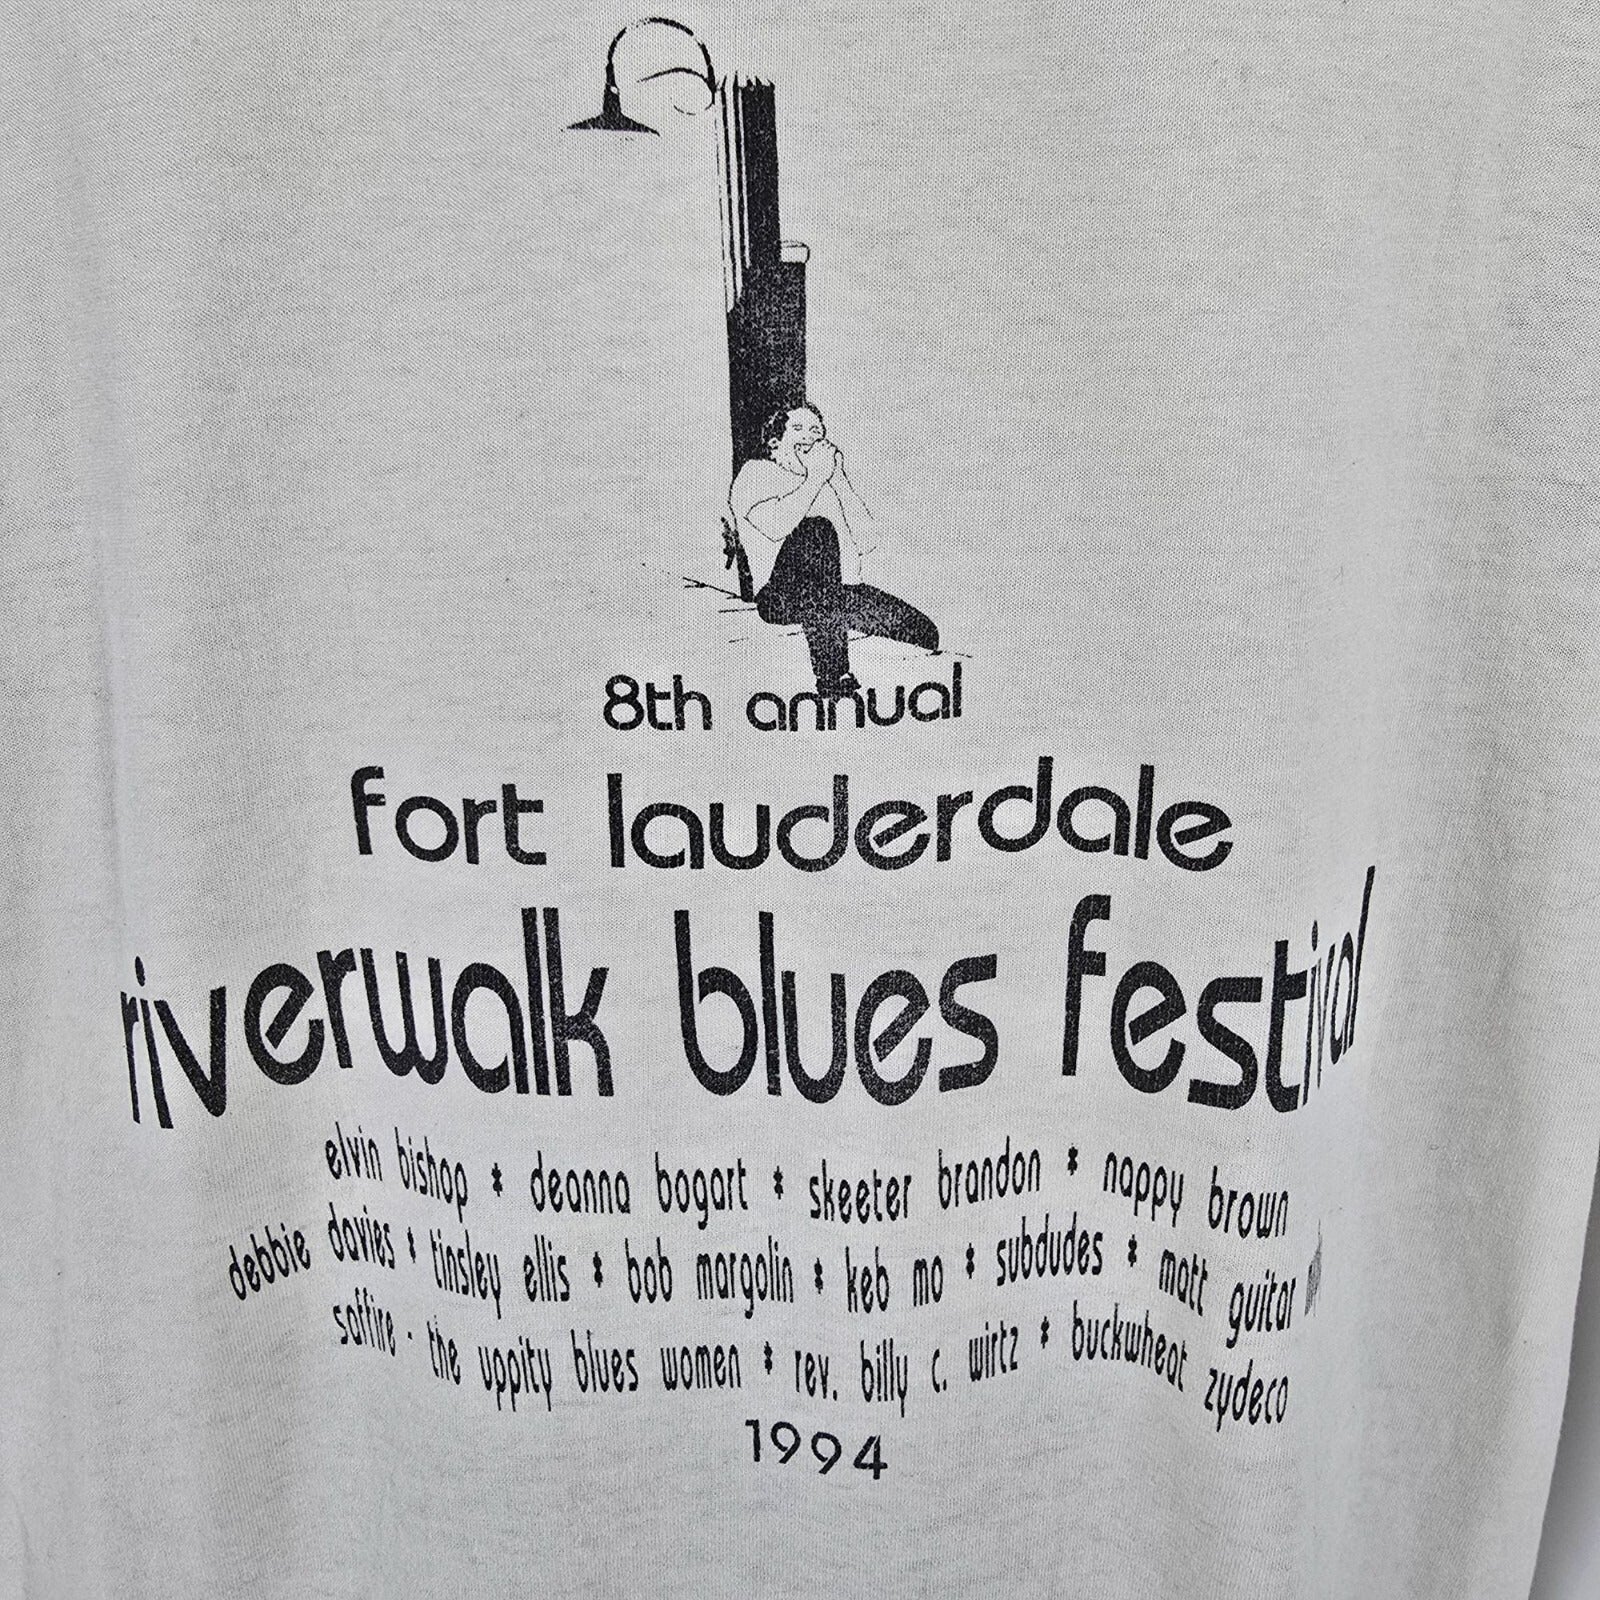 8th annual
fort lauderdale
riverwalk blues festival
elvin bishop * deanna bogart * skeeter brandon * nappy brown
debbie davies * tinsley ellis * bob margolin * keb mo * subdudes * matt guitar
saffire - the uppity blues women * rev. billy c. wirtz * buckwheat zydeco
1994